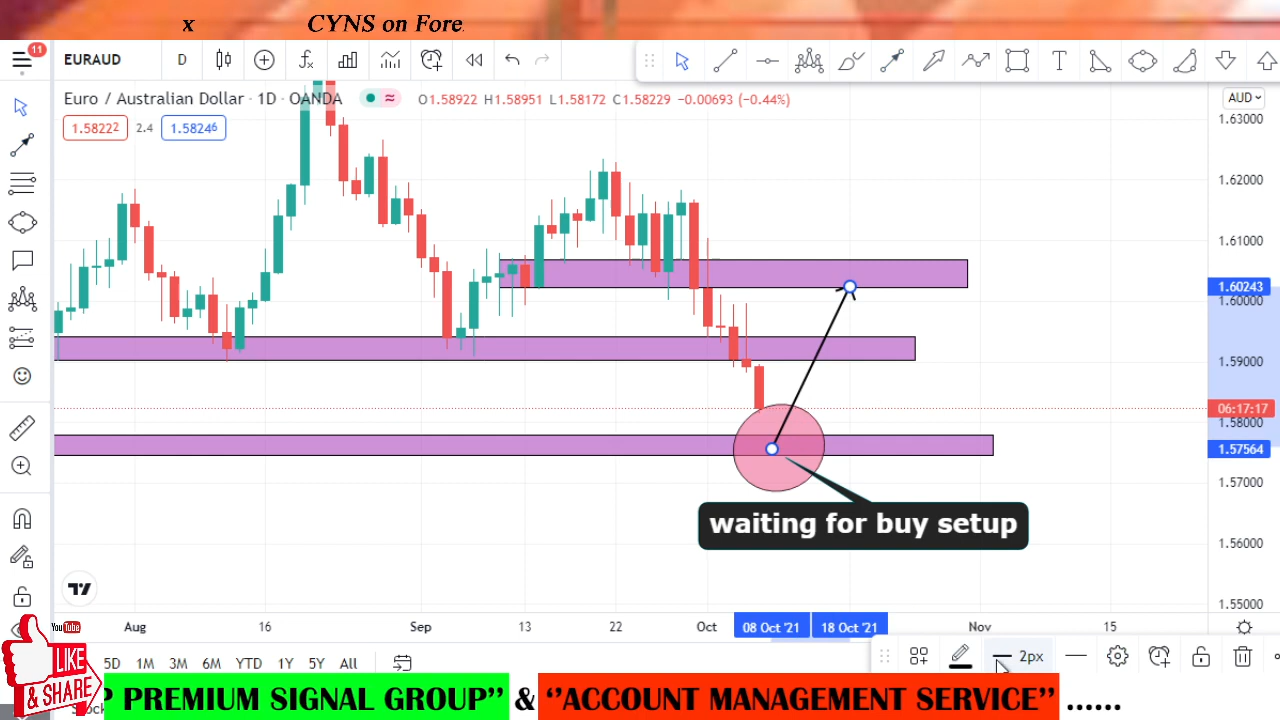 x CYNS on Fore
11
EURAUD D
Euro / Australian Dollar · 1D · OANDA O1.58922 H1.58951 L1.58172 C1.58229 −0.00693 (−0.44%)
AUD
1.58222 2.4 1.58246
1.63000
1.62000
1.61000
1.60243
1.60000
1.59000
06:17:17
1.58000
1.57564
1.57000
1.56000
1.55000
waiting for buy setup
Aug 16 Sep 13 22 Oct 08 Oct '21 18 Oct '21 Nov 15
You Tube
5D 1M 3M 6M YTD 1Y 5Y All
2px
LIKE
& SHARE
P PREMIUM SIGNAL GROUP’’ & ‘’ACCOUNT MANAGEMENT SERVICE’’ ......